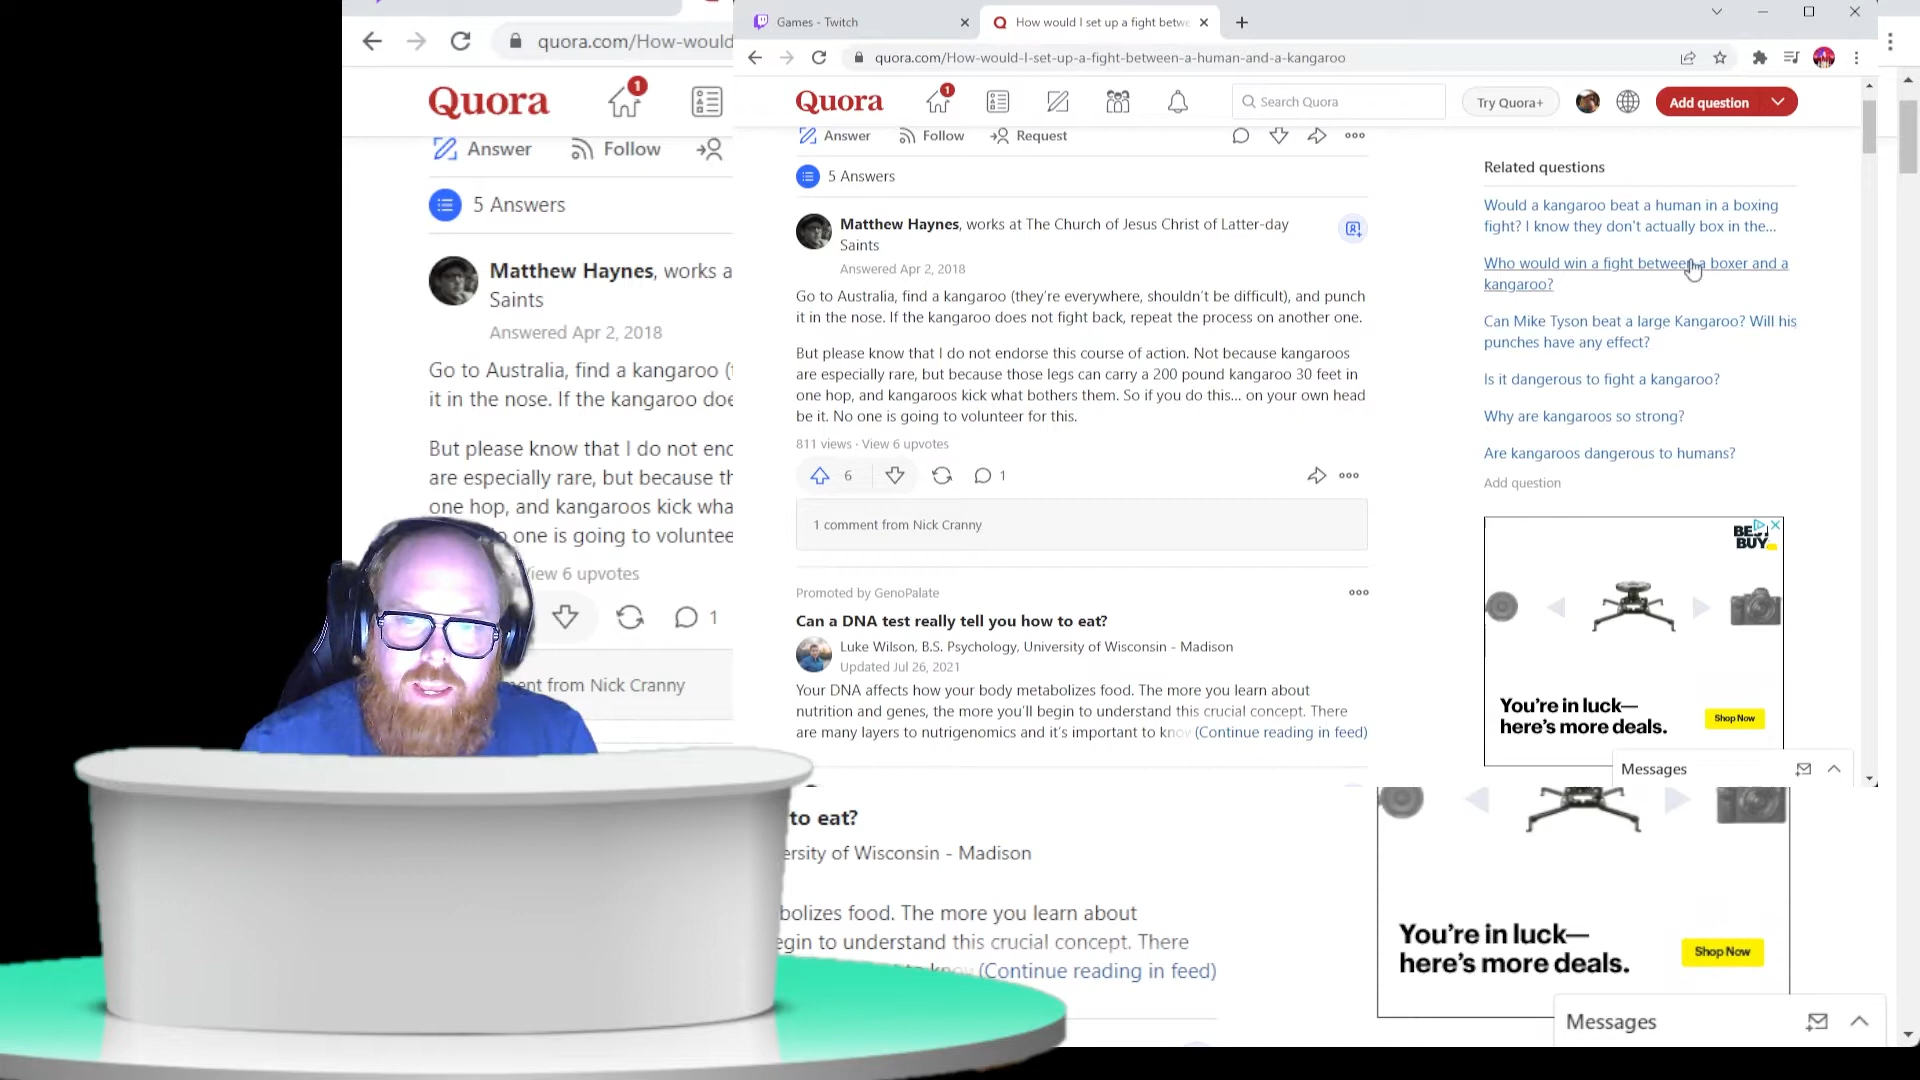 Games - Twitch
How would I set up a fight betwe
quora.com/How-would
quora.com/How-would-I-set-up-a-fight-between-a-human-and-a-kangaroo
Quora
1
Answer
Follow
5 Answers
Matthew Haynes, works a
Saints
Answered Apr 2, 2018
Go to Australia, find a kangaroo (
it in the nose. If the kangaroo doe
But please know that I do not end
are especially rare, but because th
one hop, and kangaroos kick wha
one is going to voluntee
View 6 upvotes
1
ent from Nick Cranny
Quora
1
Search Quora
Try Quora+
Add question
Answer
Follow
Request
5 Answers
Matthew Haynes, works at The Church of Jesus Christ of Latter-day
Saints
Answered Apr 2, 2018
Go to Australia, find a kangaroo (they're everywhere, shouldn't be difficult), and punch
it in the nose. If the kangaroo does not fight back, repeat the process on another one.
But please know that I do not endorse this course of action. Not because kangaroos
are especially rare, but because those legs can carry a 200 pound kangaroo 30 feet in
one hop, and kangaroos kick what bothers them. So if you do this... on your own head
be it. No one is going to volunteer for this.
811 views · View 6 upvotes
6
1
1 comment from Nick Cranny
Promoted by GenoPalate
Can a DNA test really tell you how to eat?
Luke Wilson, B.S. Psychology, University of Wisconsin - Madison
Updated Jul 26, 2021
Your DNA affects how your body metabolizes food. The more you learn about
nutrition and genes, the more you'll begin to understand this crucial concept. There
are many layers to nutrigenomics and it's important to know (Continue reading in feed)
Related questions
Would a kangaroo beat a human in a boxing
fight? I know they don't actually box in the...
Who would win a fight between a boxer and a
kangaroo?
Can Mike Tyson beat a large Kangaroo? Will his
punches have any effect?
Is it dangerous to fight a kangaroo?
Why are kangaroos so strong?
Are kangaroos dangerous to humans?
Add question
BEST
BUY
You're in luck—
here's more deals.
Shop Now
Messages
to eat?
ersity of Wisconsin - Madison
bolizes food. The more you learn about
egin to understand this crucial concept. There
(Continue reading in feed)
You're in luck—
here's more deals.
Shop Now
Messages